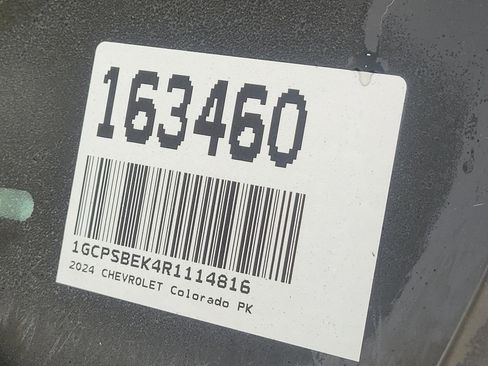 163460
1GCPSBEK4R1114816
2024 CHEVROLET Colorado PK